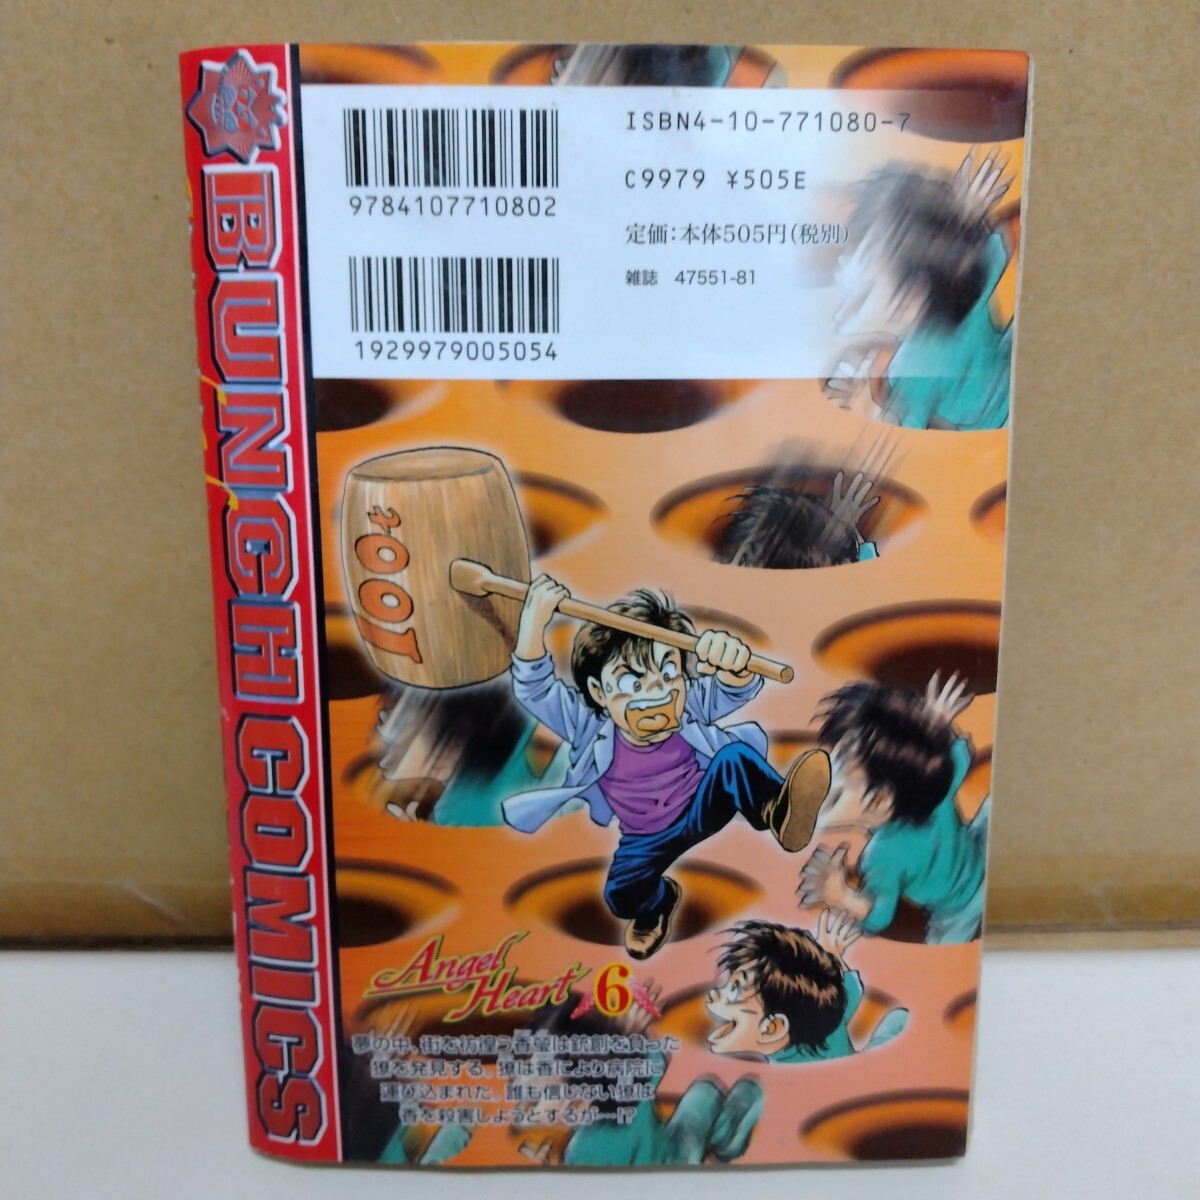 BUNCH COMICS
ISBN4-10-771080-7
C9979 ¥505E
定価：本体505円（税別）
雑誌 47551-81
9784107710802
1929979005054
100t
Angel Heart 6
夢の中、街を彷徨う香瑩は銃創を負った
獠を発見する。獠は香により病院に
運び込まれた。誰も信じない獠は
香を殺害しようとするが…!?